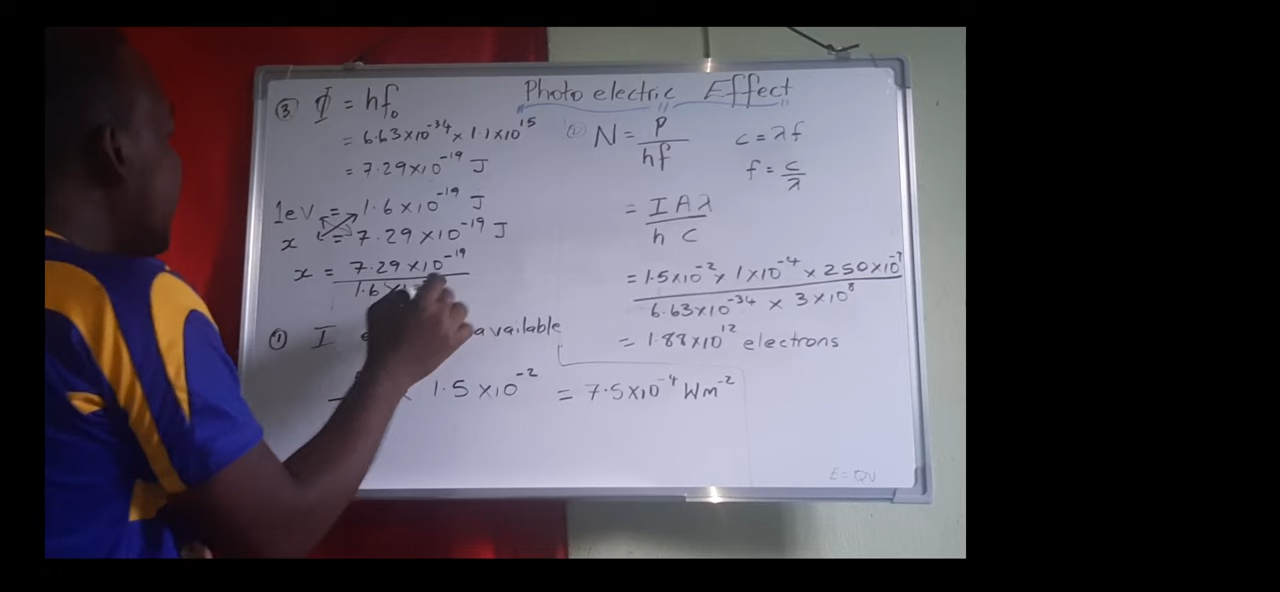 Photoelectric Effect
③ Φ = hf₀
= 6.63×10⁻³⁴ × 1.1×10¹⁵
= 7.29×10⁻¹⁹ J
1eV = 1.6×10⁻¹⁹ J
x = 7.29×10⁻¹⁹ J
x = 7.29×10⁻¹⁹
1.6×1
① I available
× 1.5×10⁻² = 7.5×10⁻⁴ Wm⁻²
N = P
hf
c = λf
f = c
λ
= I A λ
h C
= 1.5×10⁻² × 1×10⁻⁴ × 250×10⁻⁹
6.63×10⁻³⁴ × 3×10⁸
= 1.88×10¹² electrons
E = QV